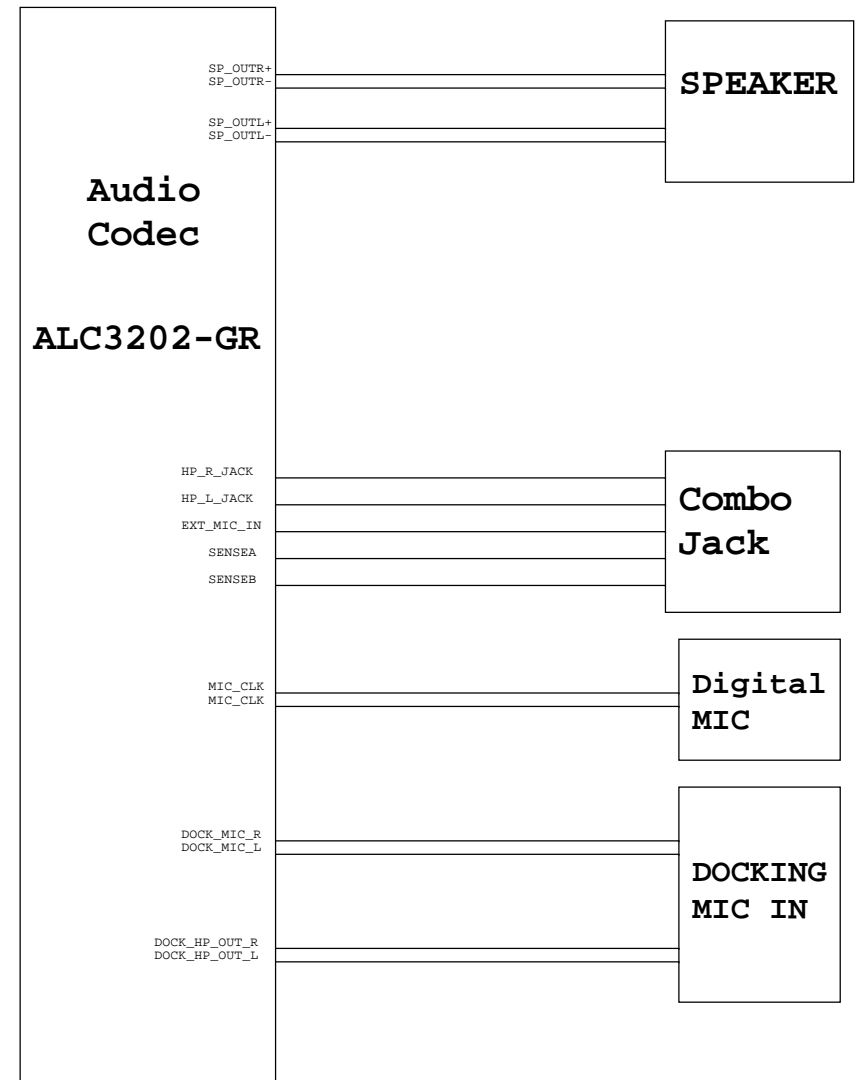 SP_OUTR+
SP_OUTR-
SPEAKER
SP_OUTL+
SP_OUTL-
Audio
Codec
ALC3202-GR
HP_R_JACK
HP_L_JACK
EXT_MIC_IN
SENSEA
SENSEB
Combo
Jack
MIC_CLK
MIC_CLK
Digital
MIC
DOCK_MIC_R
DOCK_MIC_L
DOCKING
MIC IN
DOCK_HP_OUT_R
DOCK_HP_OUT_L